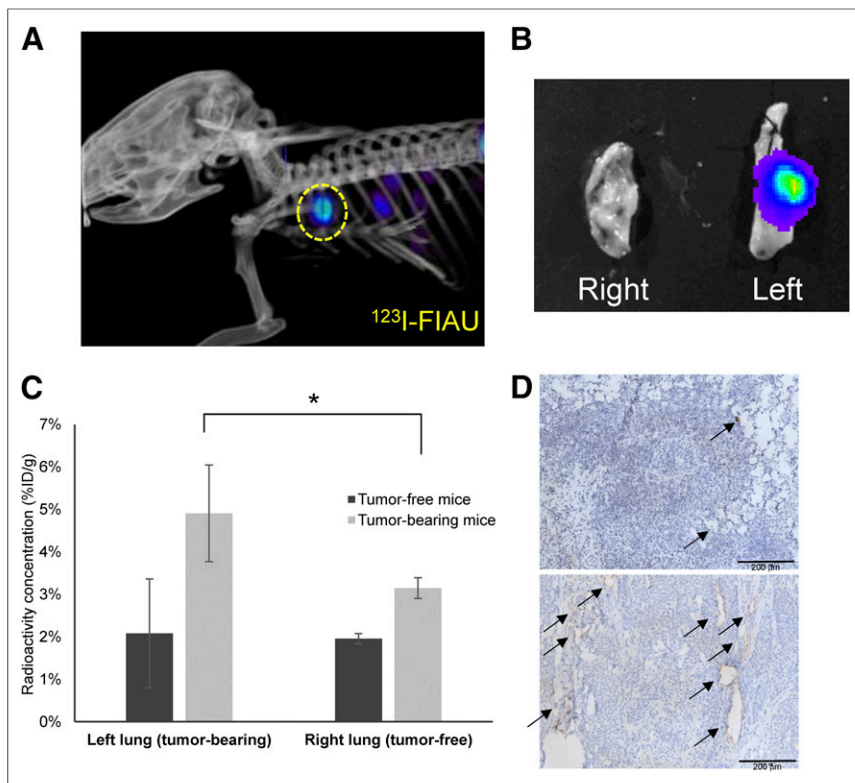 A
¹²³I-FIAU
B
Right Left
C
Radioactivity concentration (%ID/g)
7%
6%
5%
4%
3%
2%
1%
0%
*
Tumor-free mice
Tumor-bearing mice
Left lung (tumor-bearing) Right lung (tumor-free)
D
200 µm
200 µm